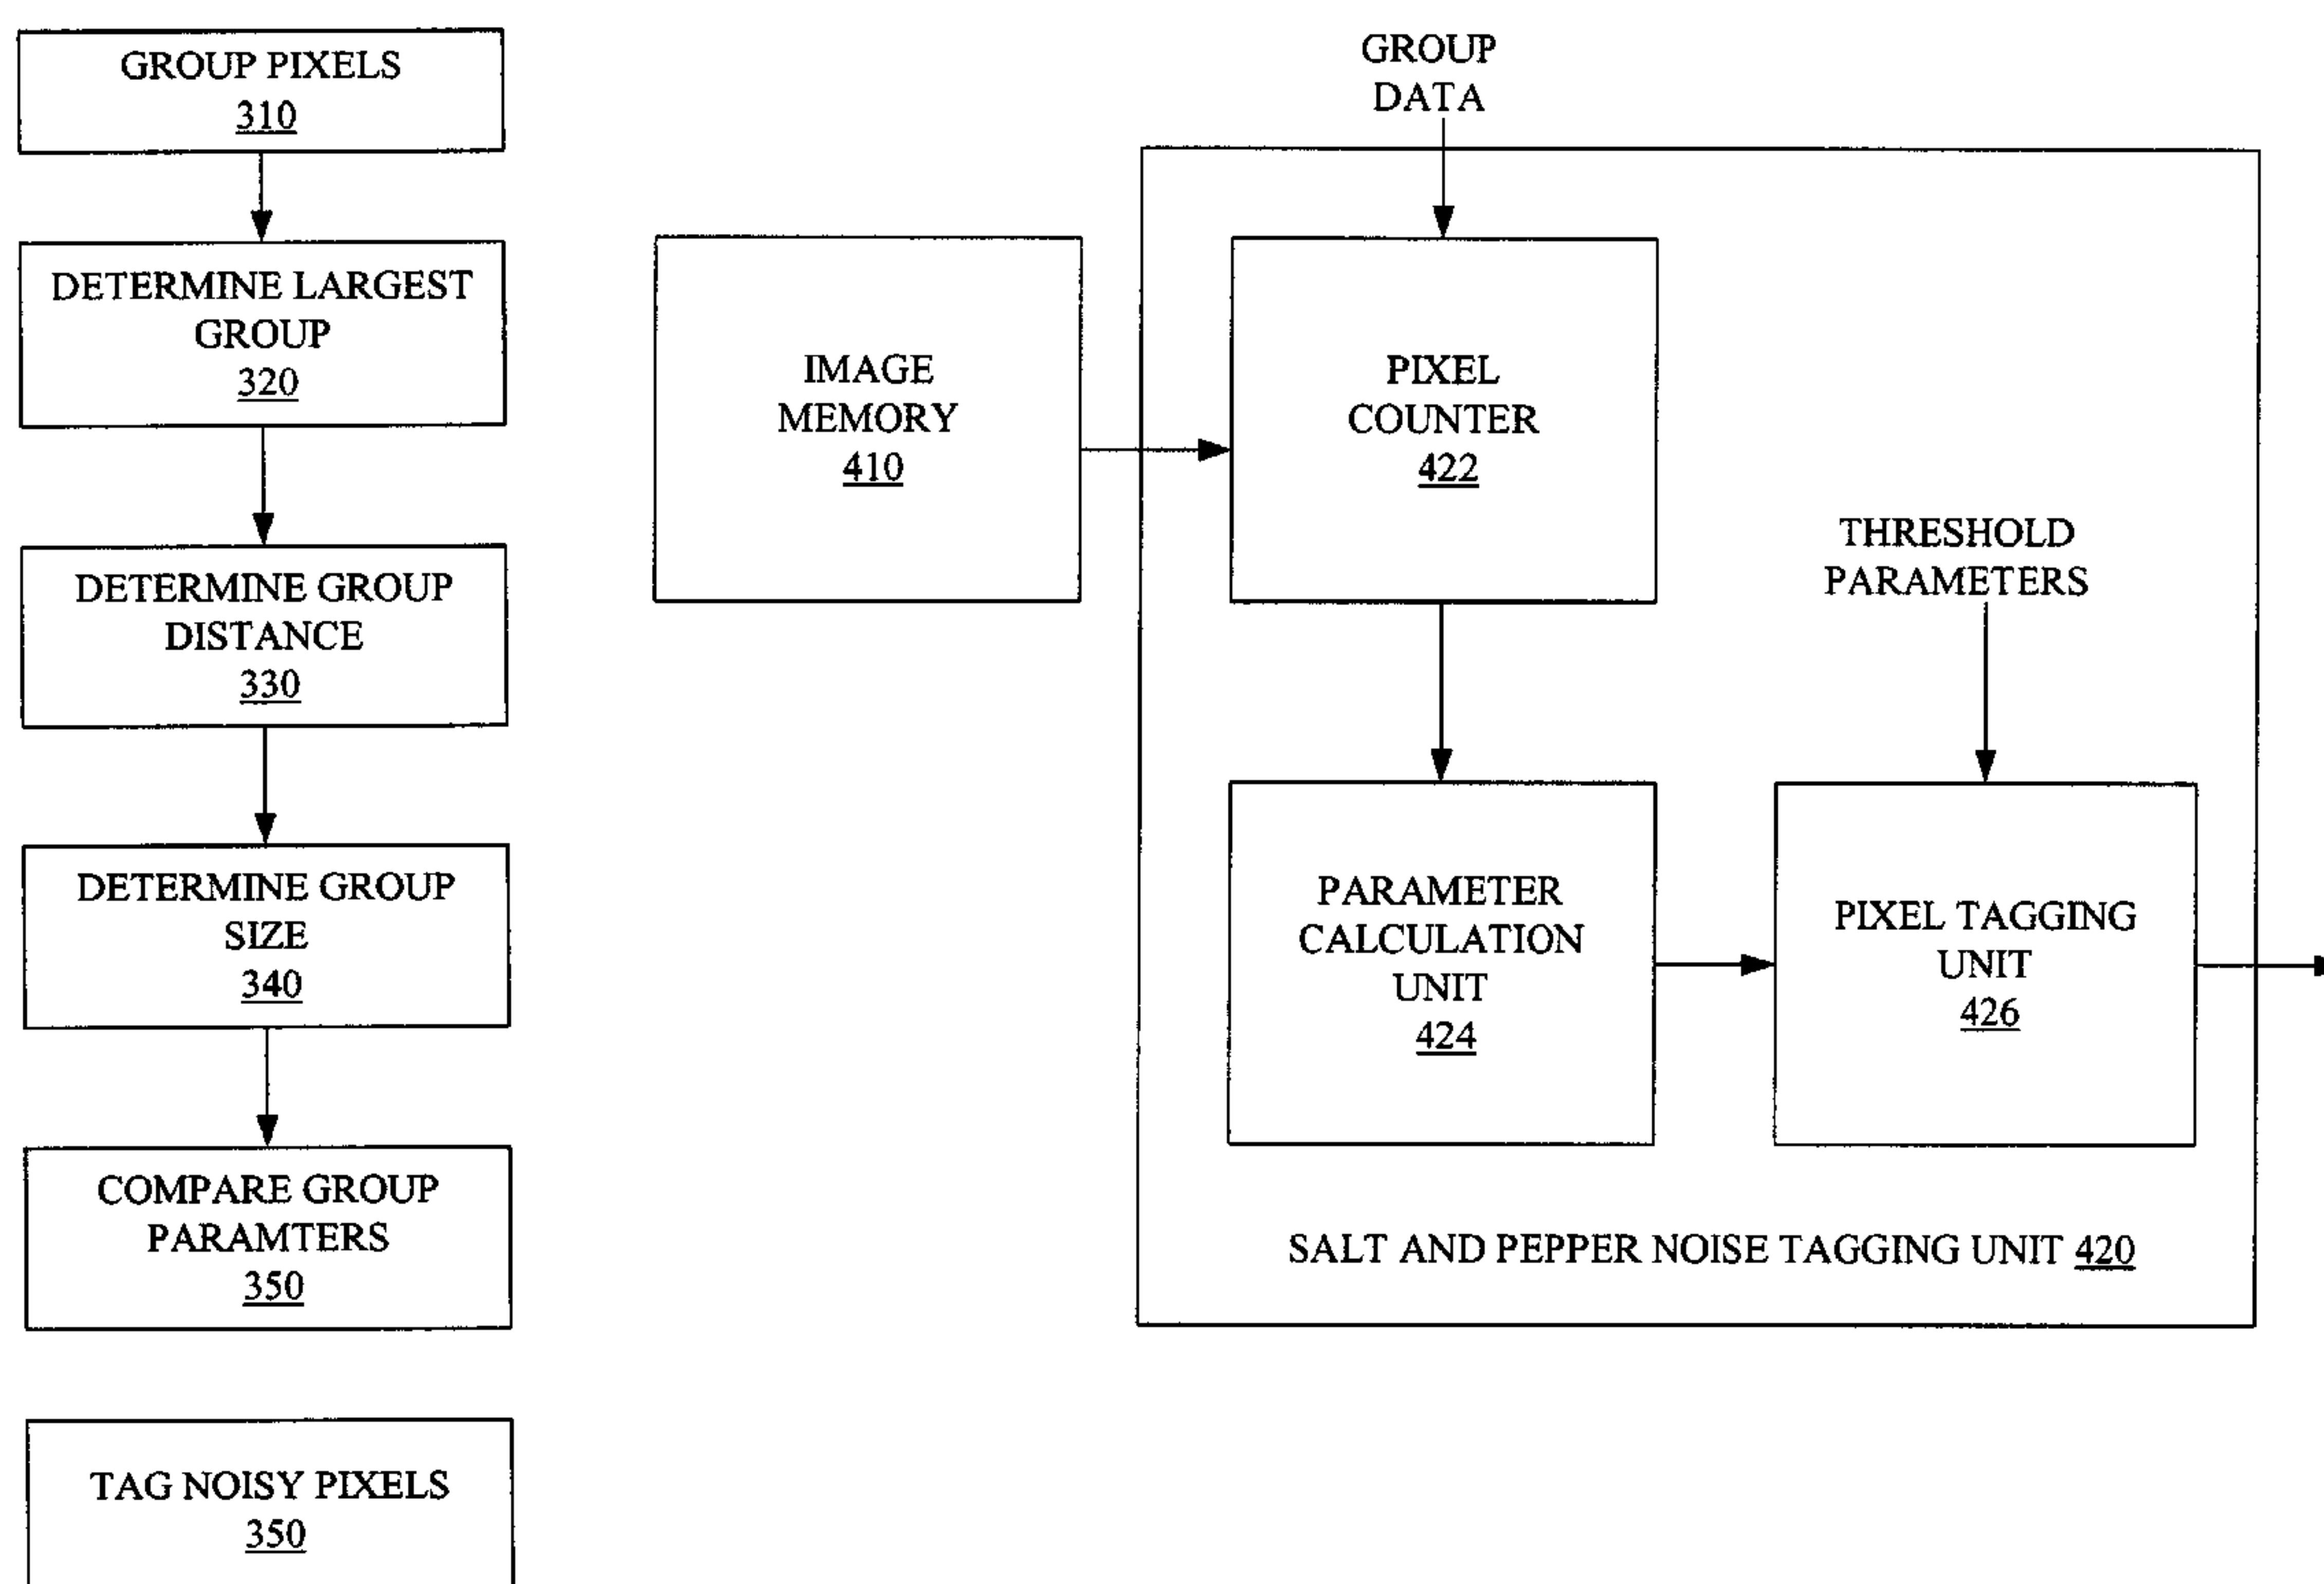 GROUP PIXELS
310
DETERMINE LARGEST
GROUP
320
DETERMINE GROUP
DISTANCE
330
DETERMINE GROUP
SIZE
340
COMPARE GROUP
PARAMTERS
350
TAG NOISY PIXELS
350
GROUP
DATA
IMAGE
MEMORY
410
PIXEL
COUNTER
422
THRESHOLD
PARAMETERS
PARAMETER
CALCULATION
UNIT
424
PIXEL TAGGING
UNIT
426
SALT AND PEPPER NOISE TAGGING UNIT 420